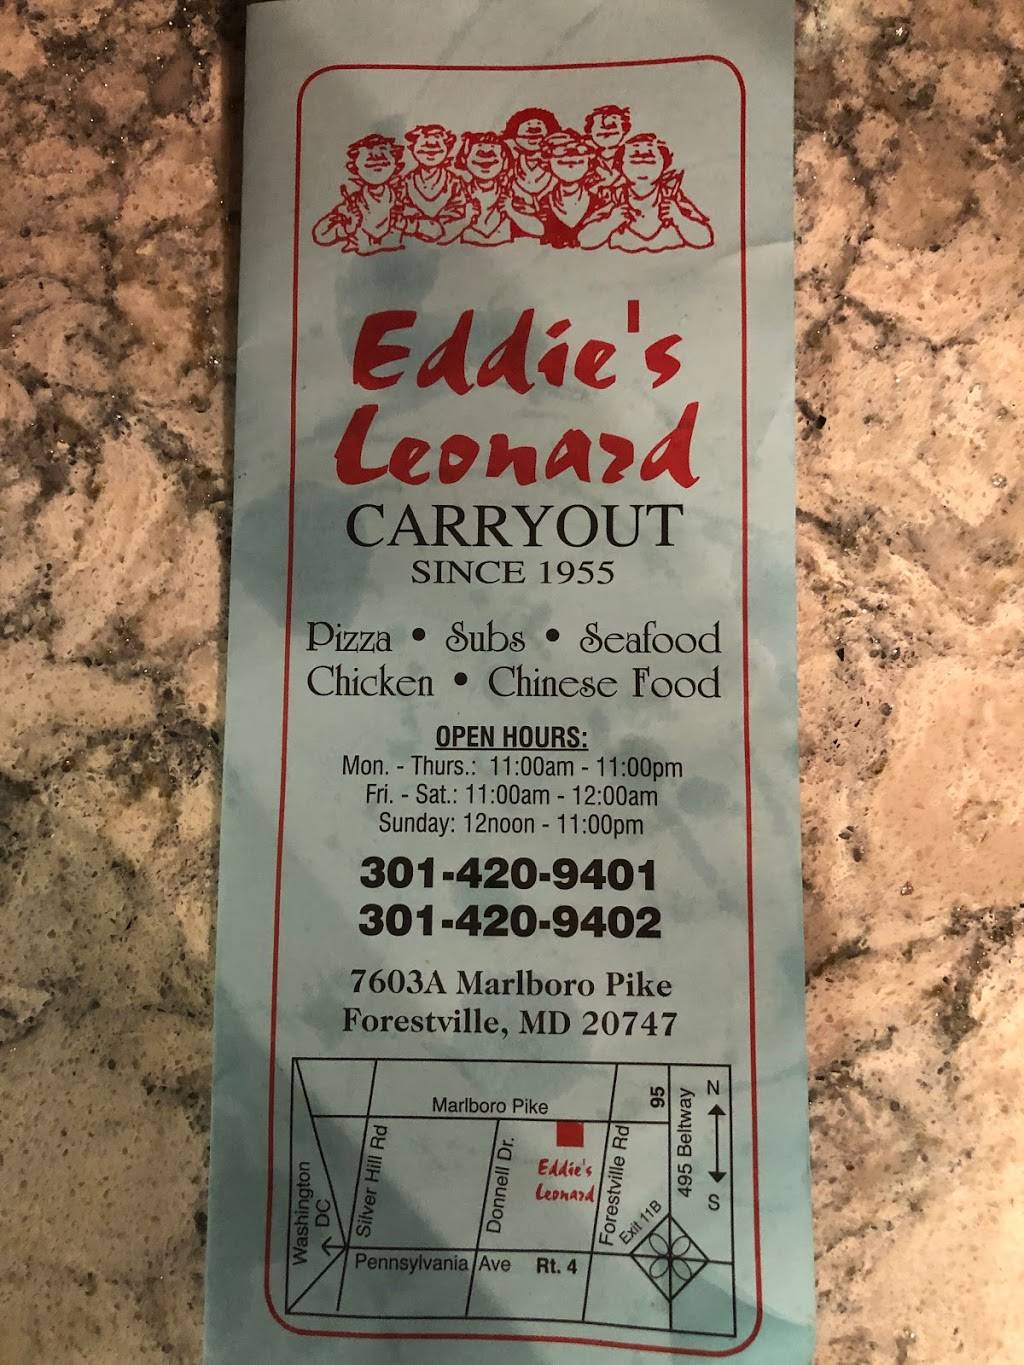 Eddie's
Leonard
CARRYOUT
SINCE 1955
Pizza • Subs • Seafood
Chicken • Chinese Food
OPEN HOURS:
Mon. - Thurs.: 11:00am - 11:00pm
Fri. - Sat.: 11:00am - 12:00am
Sunday: 12noon - 11:00pm
301-420-9401
301-420-9402
7603A Marlboro Pike
Forestville, MD 20747
Marlboro Pike
95
N
495 Beltway
S
Silver Hill Rd
Donnell Dr.
Eddie's
Leonard
Forestville Rd
Exit 11B
Washington
DC
Pennsylvania Ave Rt. 4